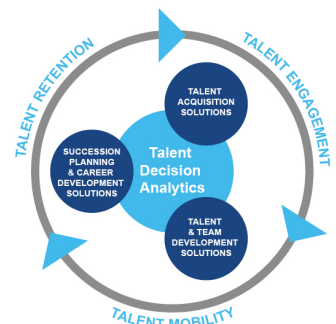 TALENT RETENTION
TALENT ENGAGEMENT
TALENT
ACQUISITION
SOLUTIONS
SUCCESSION
PLANNING
& CAREER
DEVELOPMENT
SOLUTIONS
Talent
Decision
Analytics
TALENT
& TEAM
DEVELOPMENT
SOLUTIONS
TALENT MOBILITY